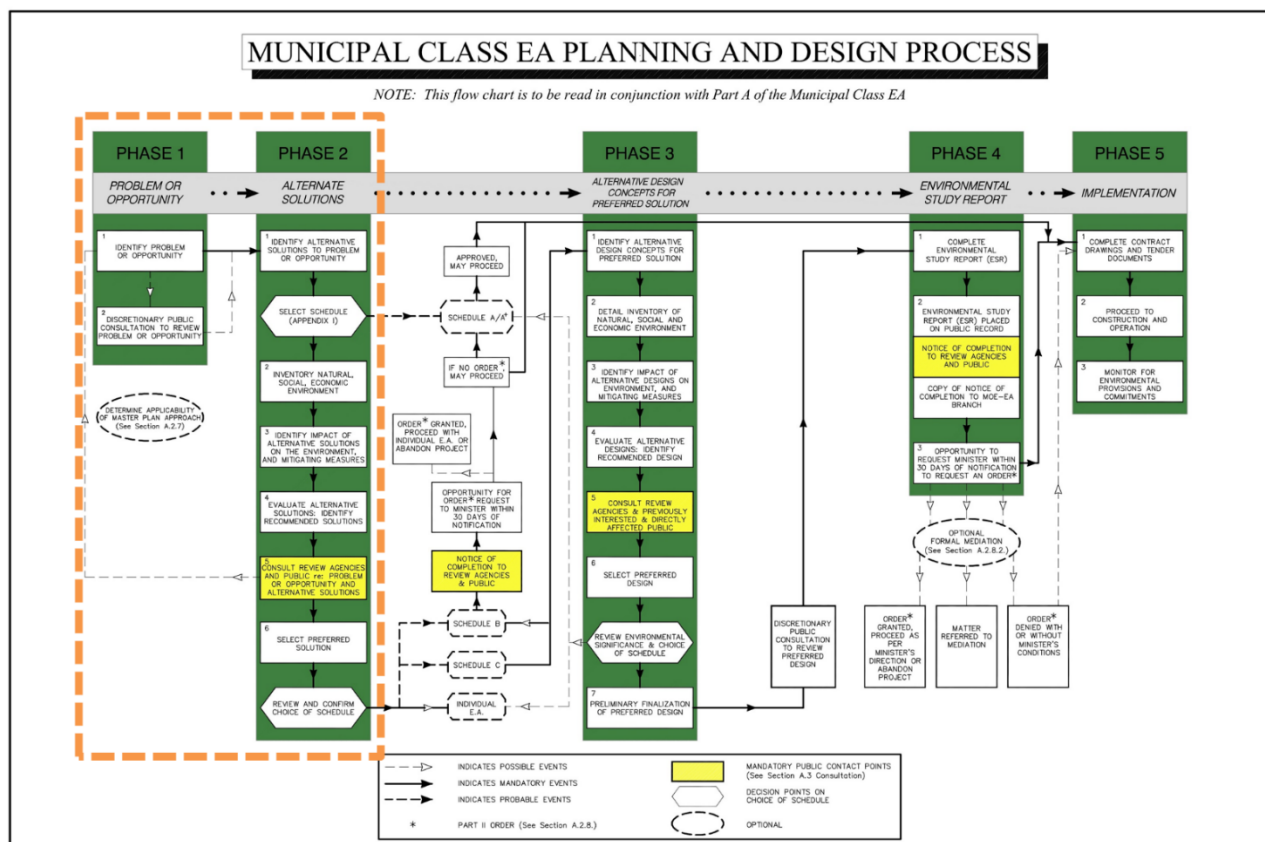 MUNICIPAL CLASS EA PLANNING AND DESIGN PROCESS
NOTE: This flow chart is to be read in conjunction with Part A of the Municipal Class EA
PHASE 1
PROBLEM OR
OPPORTUNITY
1
IDENTIFY PROBLEM
OR OPPORTUNITY
2
DISCRETIONARY PUBLIC
CONSULTATION TO REVIEW
PROBLEM OR OPPORTUNITY
DETERMINE APPLICABILITY
OF MASTER PLAN APPROACH
(See Section A.2.7)
PHASE 2
ALTERNATE
SOLUTIONS
1
IDENTIFY ALTERNATIVE
SOLUTIONS TO PROBLEM
OR OPPORTUNITY
SELECT SCHEDULE
(APPENDIX I)
2
INVENTORY NATURAL,
SOCIAL, ECONOMIC
ENVIRONMENT
3
IDENTIFY IMPACT OF
ALTERNATIVE SOLUTIONS
ON THE ENVIRONMENT,
AND MITIGATING MEASURES
4
EVALUATE ALTERNATIVE
SOLUTIONS: IDENTIFY
RECOMMENDED SOLUTIONS
5
CONSULT REVIEW AGENCIES
AND PUBLIC re: PROBLEM
OR OPPORTUNITY AND
ALTERNATIVE SOLUTIONS
6
SELECT PREFERRED
SOLUTION
REVIEW AND CONFIRM
CHOICE OF SCHEDULE
APPROVED,
MAY PROCEED
SCHEDULE A/A+
IF NO ORDER*,
MAY PROCEED
ORDER* GRANTED,
PROCEED WITH
INDIVIDUAL E.A. OR
ABANDON PROJECT
OPPORTUNITY FOR
ORDER* REQUEST
TO MINISTER WITHIN
30 DAYS OF
NOTIFICATION
NOTICE OF
COMPLETION TO
REVIEW AGENCIES
& PUBLIC
SCHEDULE B
SCHEDULE C
INDIVIDUAL
E.A.
PHASE 3
ALTERNATIVE DESIGN
CONCEPTS FOR
PREFERRED SOLUTION
1
IDENTIFY ALTERNATIVE
DESIGN CONCEPTS FOR
PREFERRED SOLUTION
2
DETAIL INVENTORY OF
NATURAL, SOCIAL AND
ECONOMIC ENVIRONMENT
3
IDENTIFY IMPACT OF
ALTERNATIVE DESIGNS ON
ENVIRONMENT, AND
MITIGATING MEASURES
4
EVALUATE ALTERNATIVE
DESIGNS: IDENTIFY
RECOMMENDED DESIGN
5
CONSULT REVIEW
AGENCIES & PREVIOUSLY
INTERESTED & DIRECTLY
AFFECTED PUBLIC
6
SELECT PREFERRED
DESIGN
REVIEW ENVIRONMENTAL
SIGNIFICANCE & CHOICE
OF SCHEDULE
7
PRELIMINARY FINALIZATION
OF PREFERRED DESIGN
DISCRETIONARY
PUBLIC
CONSULTATION
TO REVIEW
PREFERRED
DESIGN
PHASE 4
ENVIRONMENTAL
STUDY REPORT
1
COMPLETE
ENVIRONMENTAL
STUDY REPORT (ESR)
2
ENVIRONMENTAL STUDY
REPORT (ESR) PLACED
ON PUBLIC RECORD
NOTICE OF COMPLETION
TO REVIEW AGENCIES
AND PUBLIC
COPY OF NOTICE OF
COMPLETION TO MOE-EA
BRANCH
3
OPPORTUNITY TO
REQUEST MINISTER WITHIN
30 DAYS OF NOTIFICATION
TO REQUEST AN ORDER*
OPTIONAL
FORMAL MEDIATION
(See Section A.2.8.2.)
ORDER*
GRANTED,
PROCEED AS
PER
MINISTER'S
DIRECTION OR
ABANDON
PROJECT
MATTER
REFERRED TO
MEDIATION
ORDER*
DENIED WITH
OR WITHOUT
MINISTER'S
CONDITIONS
PHASE 5
IMPLEMENTATION
1
COMPLETE CONTRACT
DRAWINGS AND TENDER
DOCUMENTS
2
PROCEED TO
CONSTRUCTION AND
OPERATION
3
MONITOR FOR
ENVIRONMENTAL
PROVISIONS AND
COMMITMENTS
INDICATES POSSIBLE EVENTS
INDICATES MANDATORY EVENTS
INDICATES PROBABLE EVENTS
* PART II ORDER (See Section A.2.8.)
MANDATORY PUBLIC CONTACT POINTS
(See Section A.3 Consultation)
DECISION POINTS ON
CHOICE OF SCHEDULE
OPTIONAL